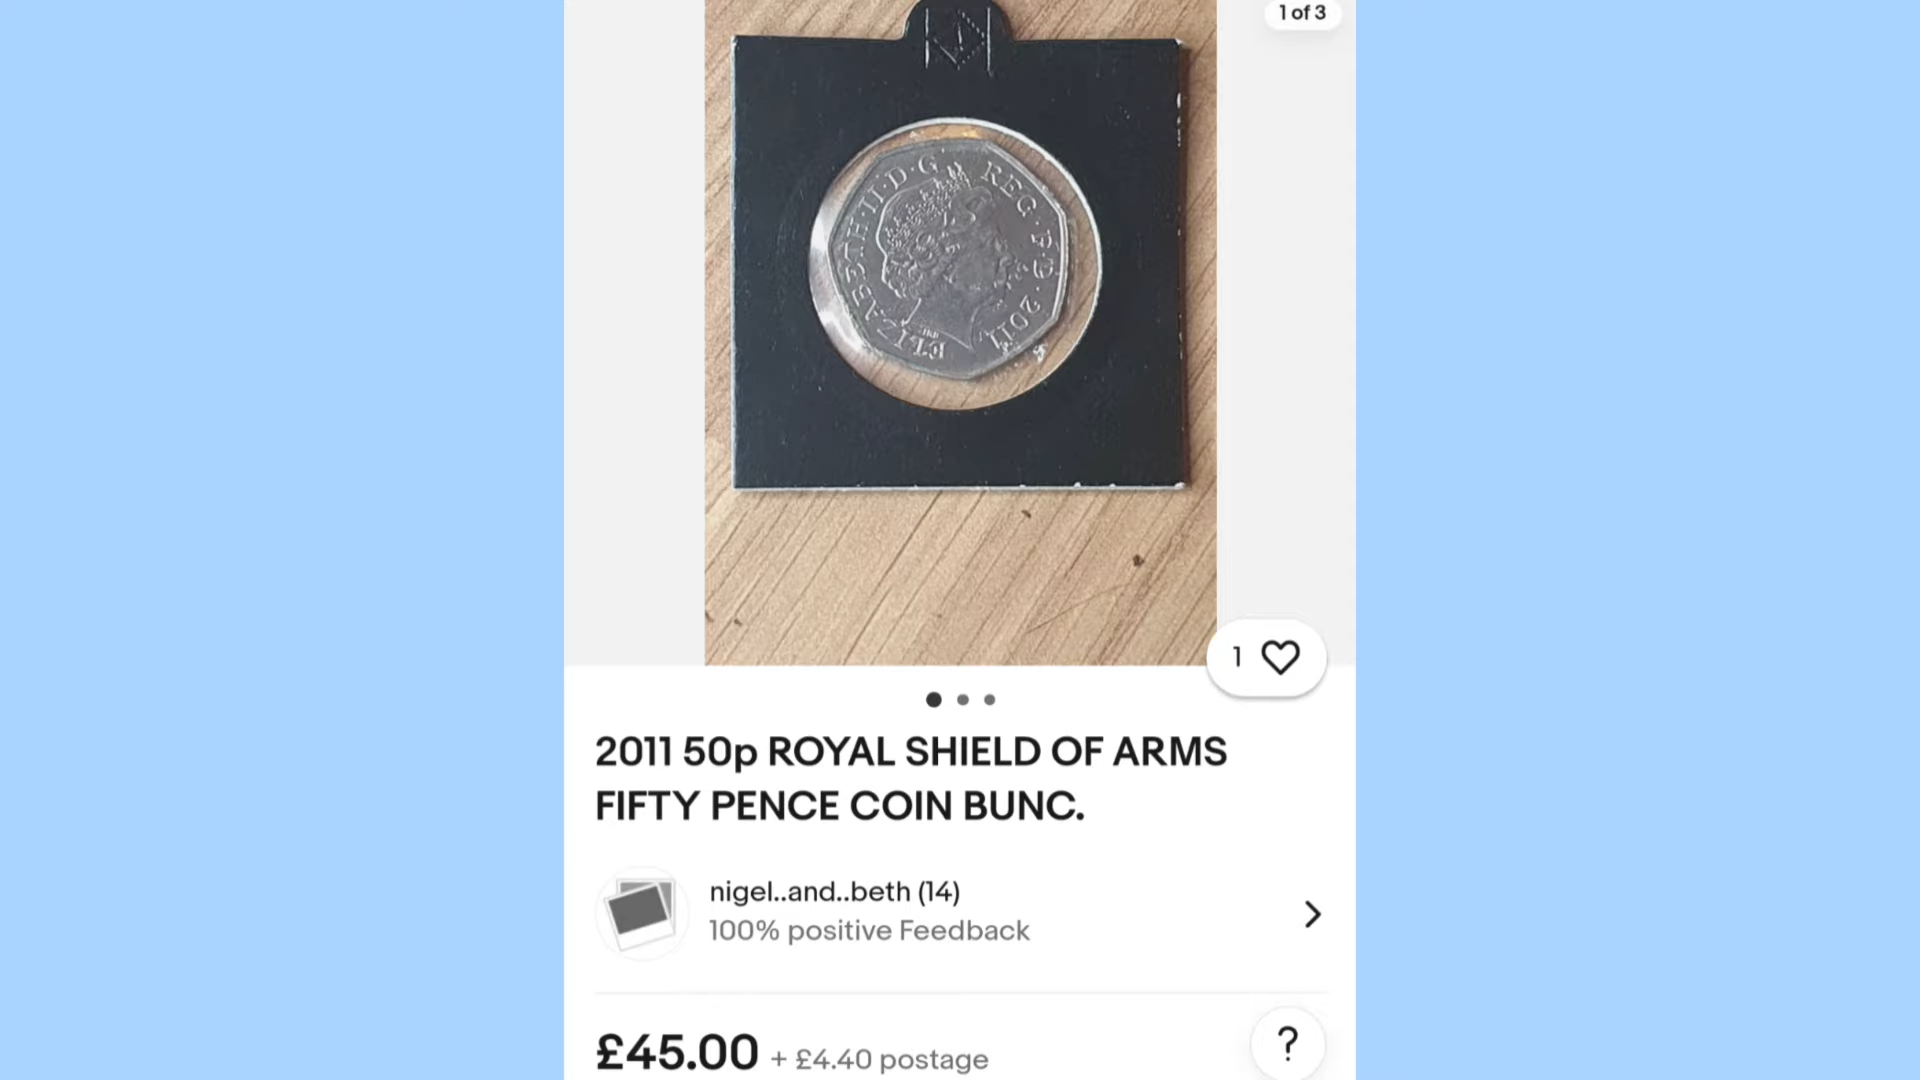 1 of 3
ELIZABETH·II·D·G REG·F·D·2011
1
2011 50p ROYAL SHIELD OF ARMS
FIFTY PENCE COIN BUNC.
nigel..and..beth (14)
100% positive Feedback
£45.00 + £4.40 postage
?